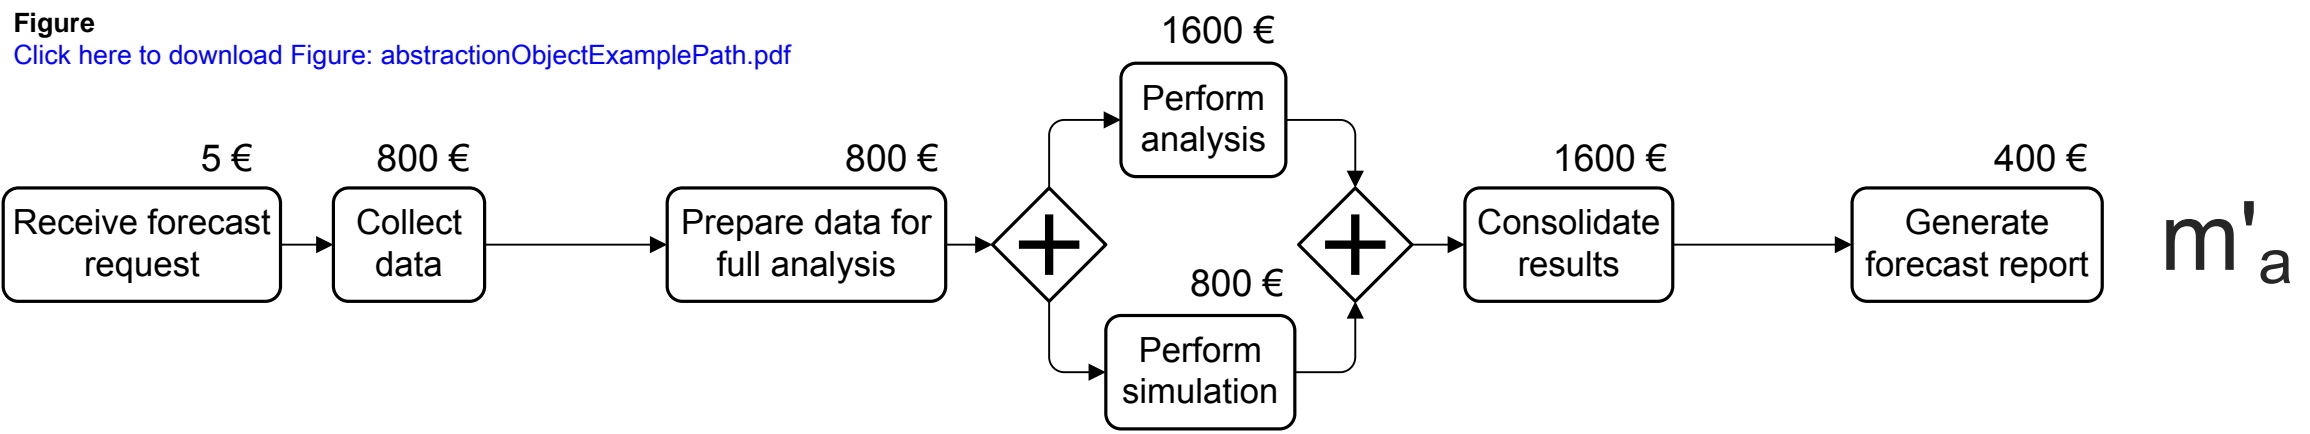 Figure
Click here to download Figure: abstractionObjectExamplePath.pdf
5 €
Receive forecast
request
800 €
Collect
data
800 €
Prepare data for
full analysis
1600 €
Perform
analysis
800 €
Perform
simulation
1600 €
Consolidate
results
400 €
Generate
forecast report
m'a